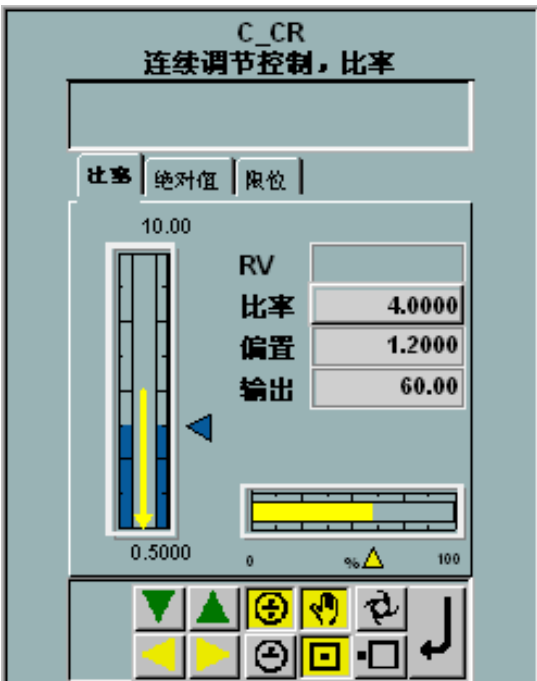 C_CR
连续调节控制，比率
比率 绝对值 限位
10.00
RV
比率 4.0000
偏置 1.2000
输出 60.00
0.5000
0 % 100